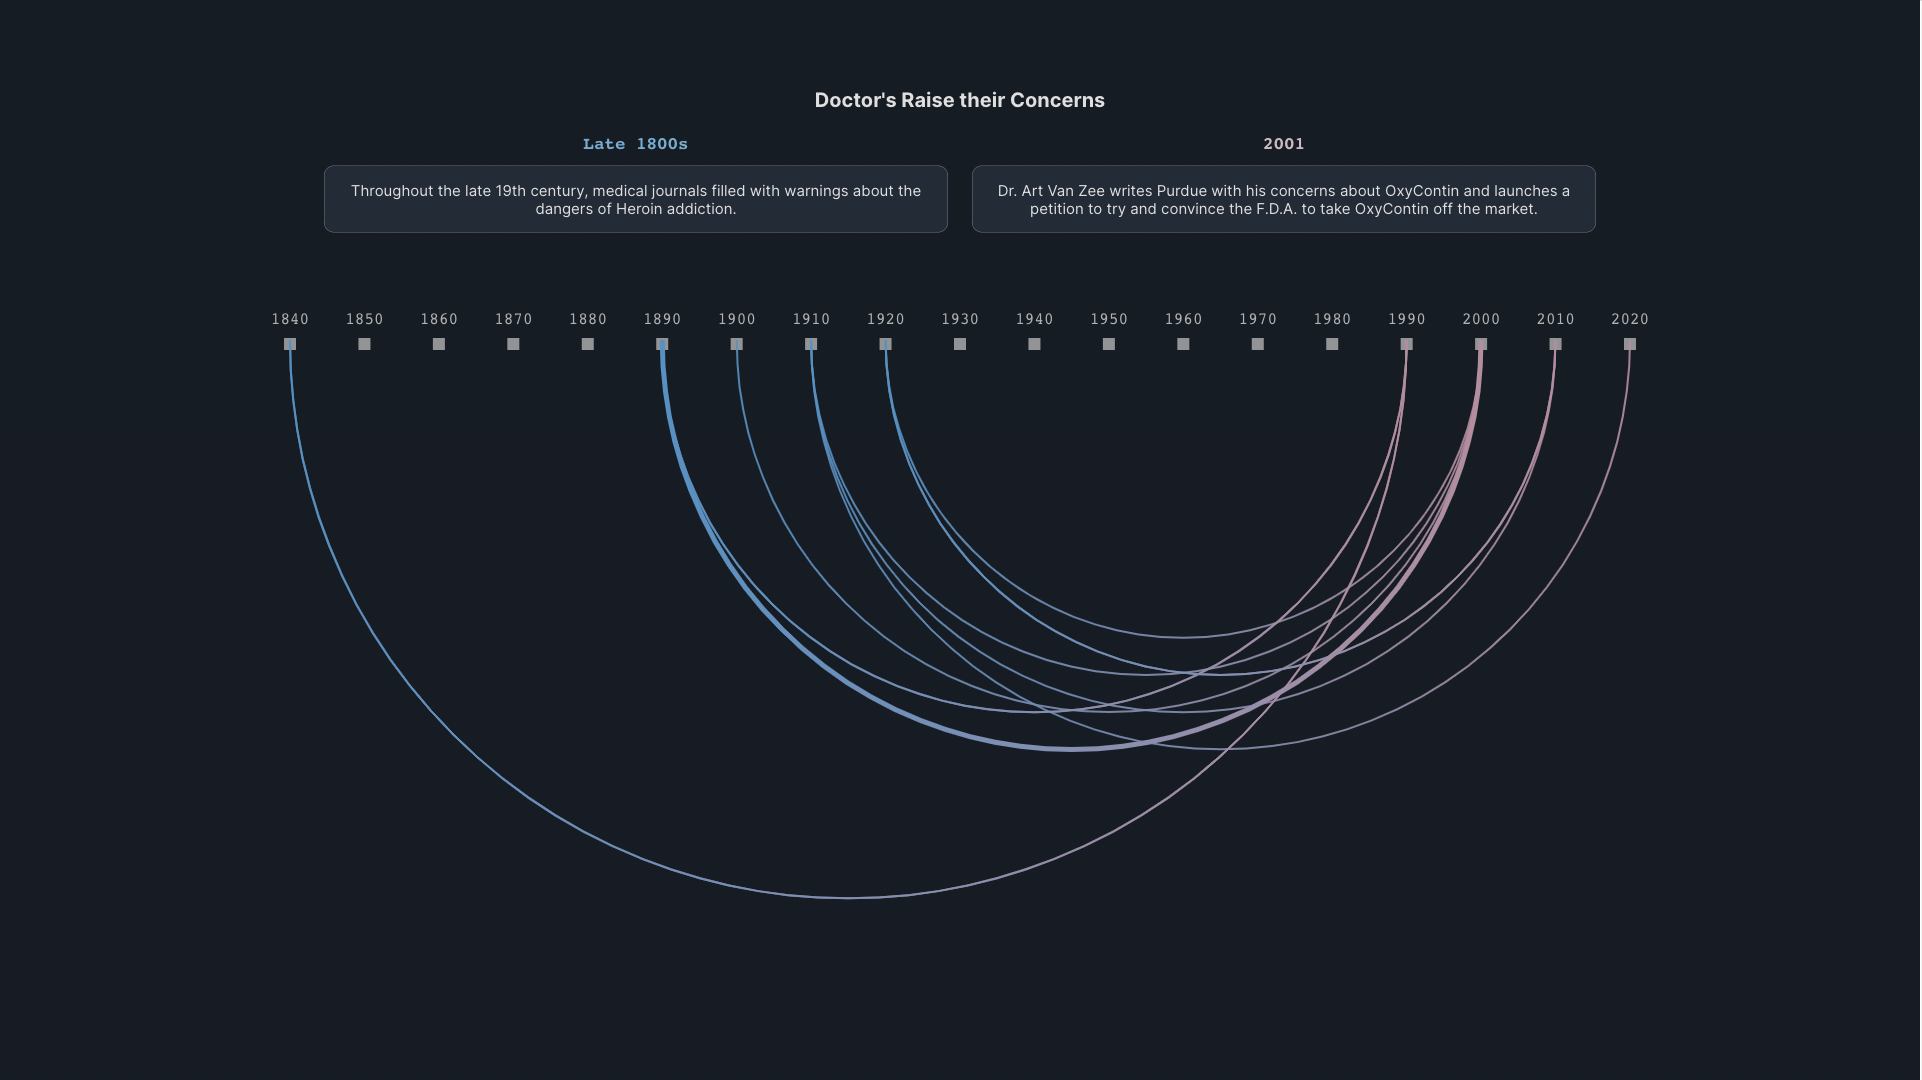 Doctor's Raise their Concerns
Late 1800s
Throughout the late 19th century, medical journals filled with warnings about the
dangers of Heroin addiction.
2001
Dr. Art Van Zee writes Purdue with his concerns about OxyContin and launches a
petition to try and convince the F.D.A. to take OxyContin off the market.
1840 1850 1860 1870 1880 1890 1900 1910 1920 1930 1940 1950 1960 1970 1980 1990 2000 2010 2020